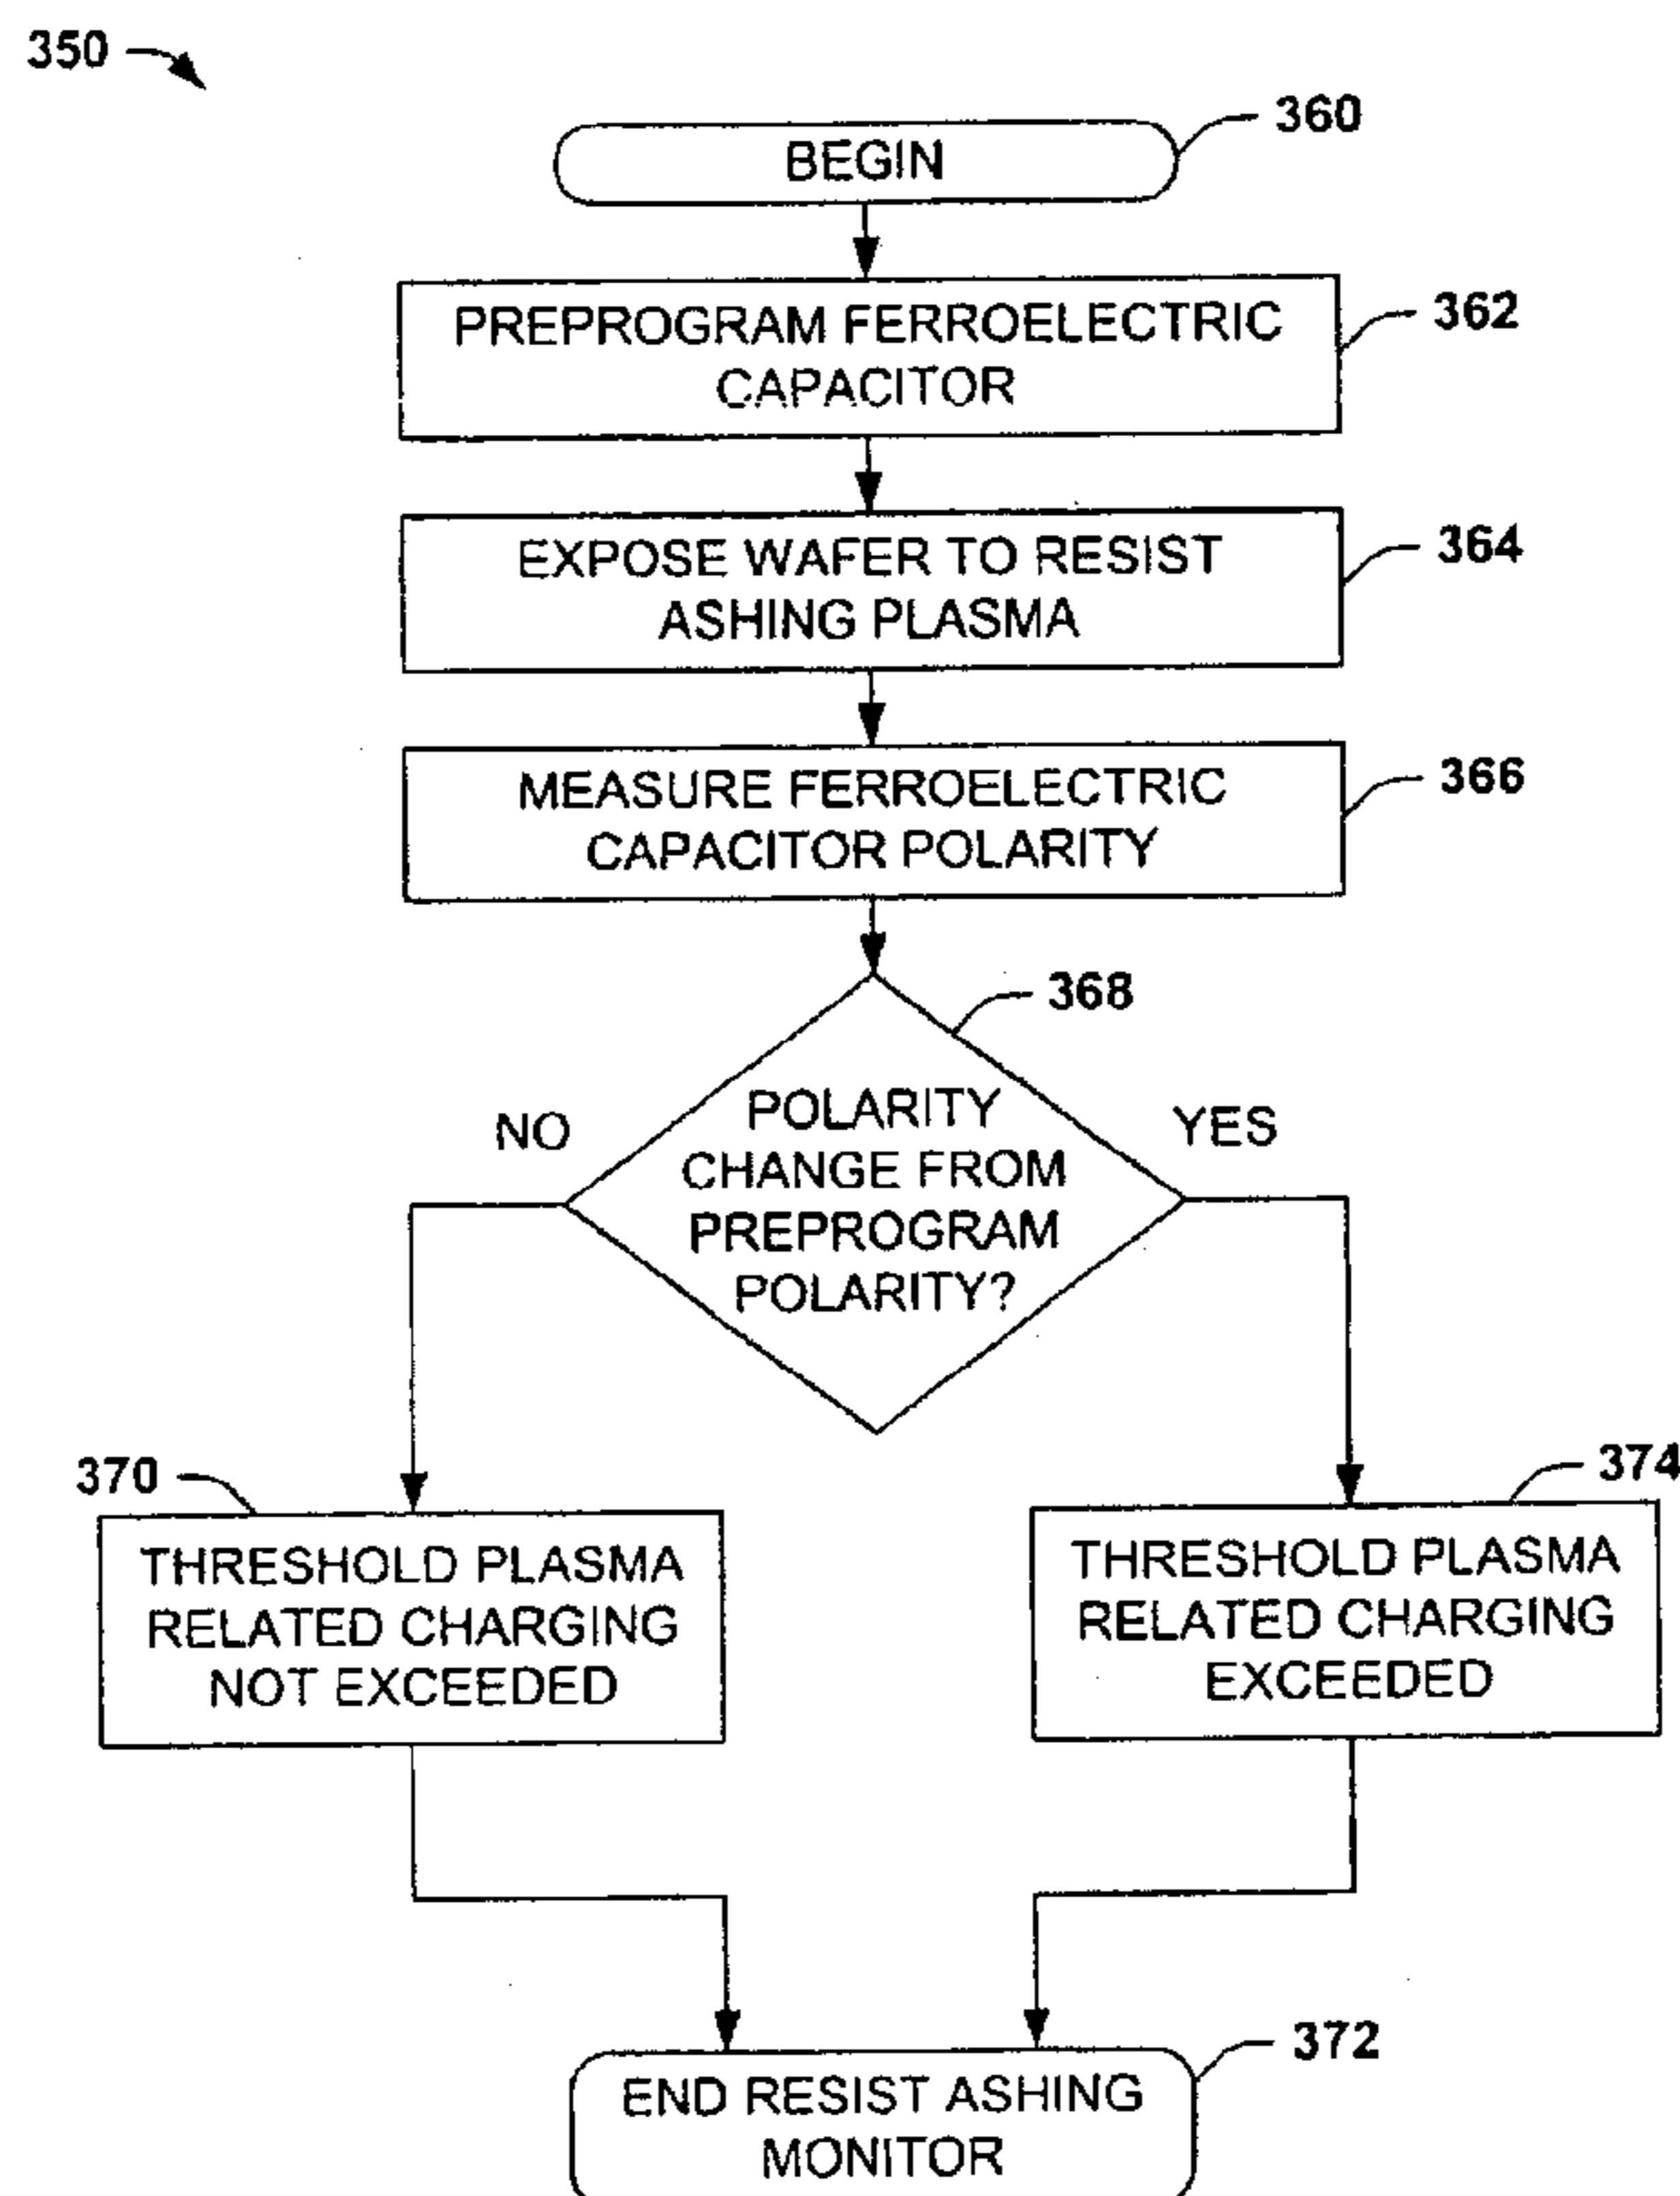 350
BEGIN
360
PREPROGRAM FERROELECTRIC
CAPACITOR
362
EXPOSE WAFER TO RESIST
ASHING PLASMA
364
MEASURE FERROELECTRIC
CAPACITOR POLARITY
366
368
NO
POLARITY
CHANGE FROM
PREPROGRAM
POLARITY?
YES
370
THRESHOLD PLASMA
RELATED CHARGING
NOT EXCEEDED
374
THRESHOLD PLASMA
RELATED CHARGING
EXCEEDED
372
END RESIST ASHING
MONITOR